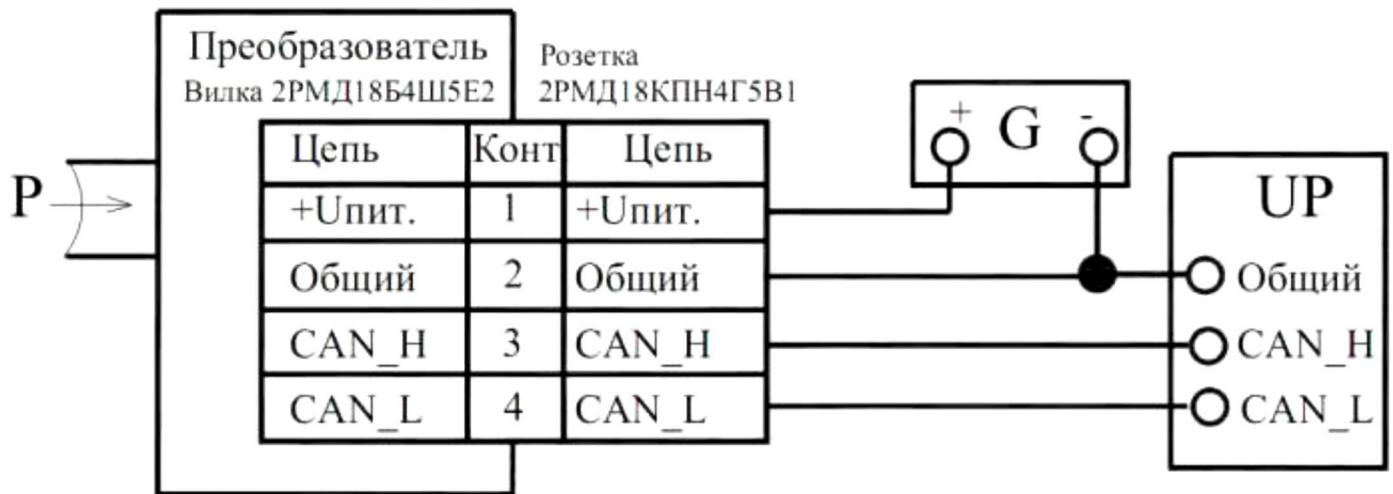 Преобразователь
Вилка 2РМД18Б4Ш5Е2
Розетка
2РМД18КПН4Г5В1
Цепь Конт Цепь
+Uпит. 1 +Uпит.
Общий 2 Общий
CAN_H 3 CAN_H
CAN_L 4 CAN_L
P
+ G -
UP
Общий
CAN_H
CAN_L